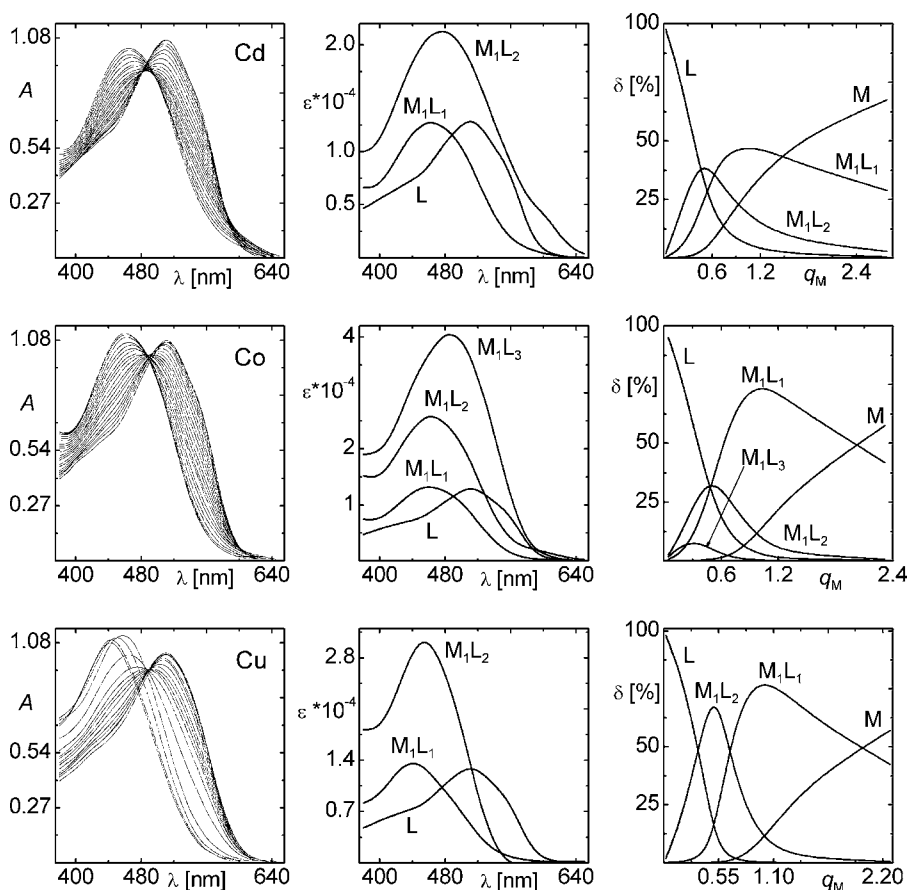 1.08
Cd
A
0.54
0.27
400
480
640
λ [nm]
2.0
M₁L₂
ε*10⁻⁴
M₁L₁
1.0
0.5
L
400
480
640
λ [nm]
100
δ [%]
L
M
50
M₁L₁
25
M₁L₂
0.6
1.2
qM
2.4
1.08
Co
A
0.54
0.27
400
480
640
λ [nm]
4
M₁L₃
ε*10⁻⁴
M₁L₂
2
M₁L₁
1
L
400
480
640
λ [nm]
100
L
δ [%]
M₁L₁
M
50
M₁L₃
25
M₁L₂
0.6
1.2
qM
2.4
1.08
Cu
A
0.54
0.27
400
480
640
λ [nm]
2.8
M₁L₂
ε *10⁻⁴
1.4
M₁L₁
0.7
L
400
480
640
λ [nm]
100
L
δ [%]
M₁L₂
M₁L₁
M
50
25
0.55
1.10
qM
2.20